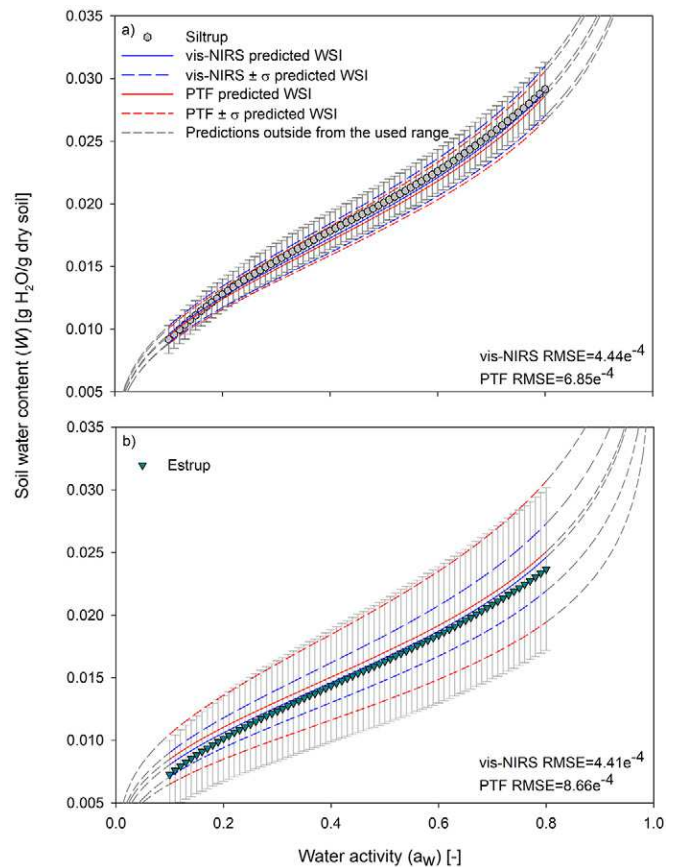 0.035
a)
Siltrup
vis-NIRS predicted WSI
vis-NIRS ± σ predicted WSI
PTF predicted WSI
PTF ± σ predicted WSI
Predictions outside from the used range
0.030
0.025
0.020
0.015
0.010
0.005
vis-NIRS RMSE=4.44e-4
PTF RMSE=6.85e-4
Soil water content (W) [g H2O/g dry soil]
0.035
b)
Estrup
0.030
0.025
0.020
0.015
0.010
0.005
vis-NIRS RMSE=4.41e-4
PTF RMSE=8.66e-4
0.0 0.2 0.4 0.6 0.8 1.0
Water activity (aw) [-]